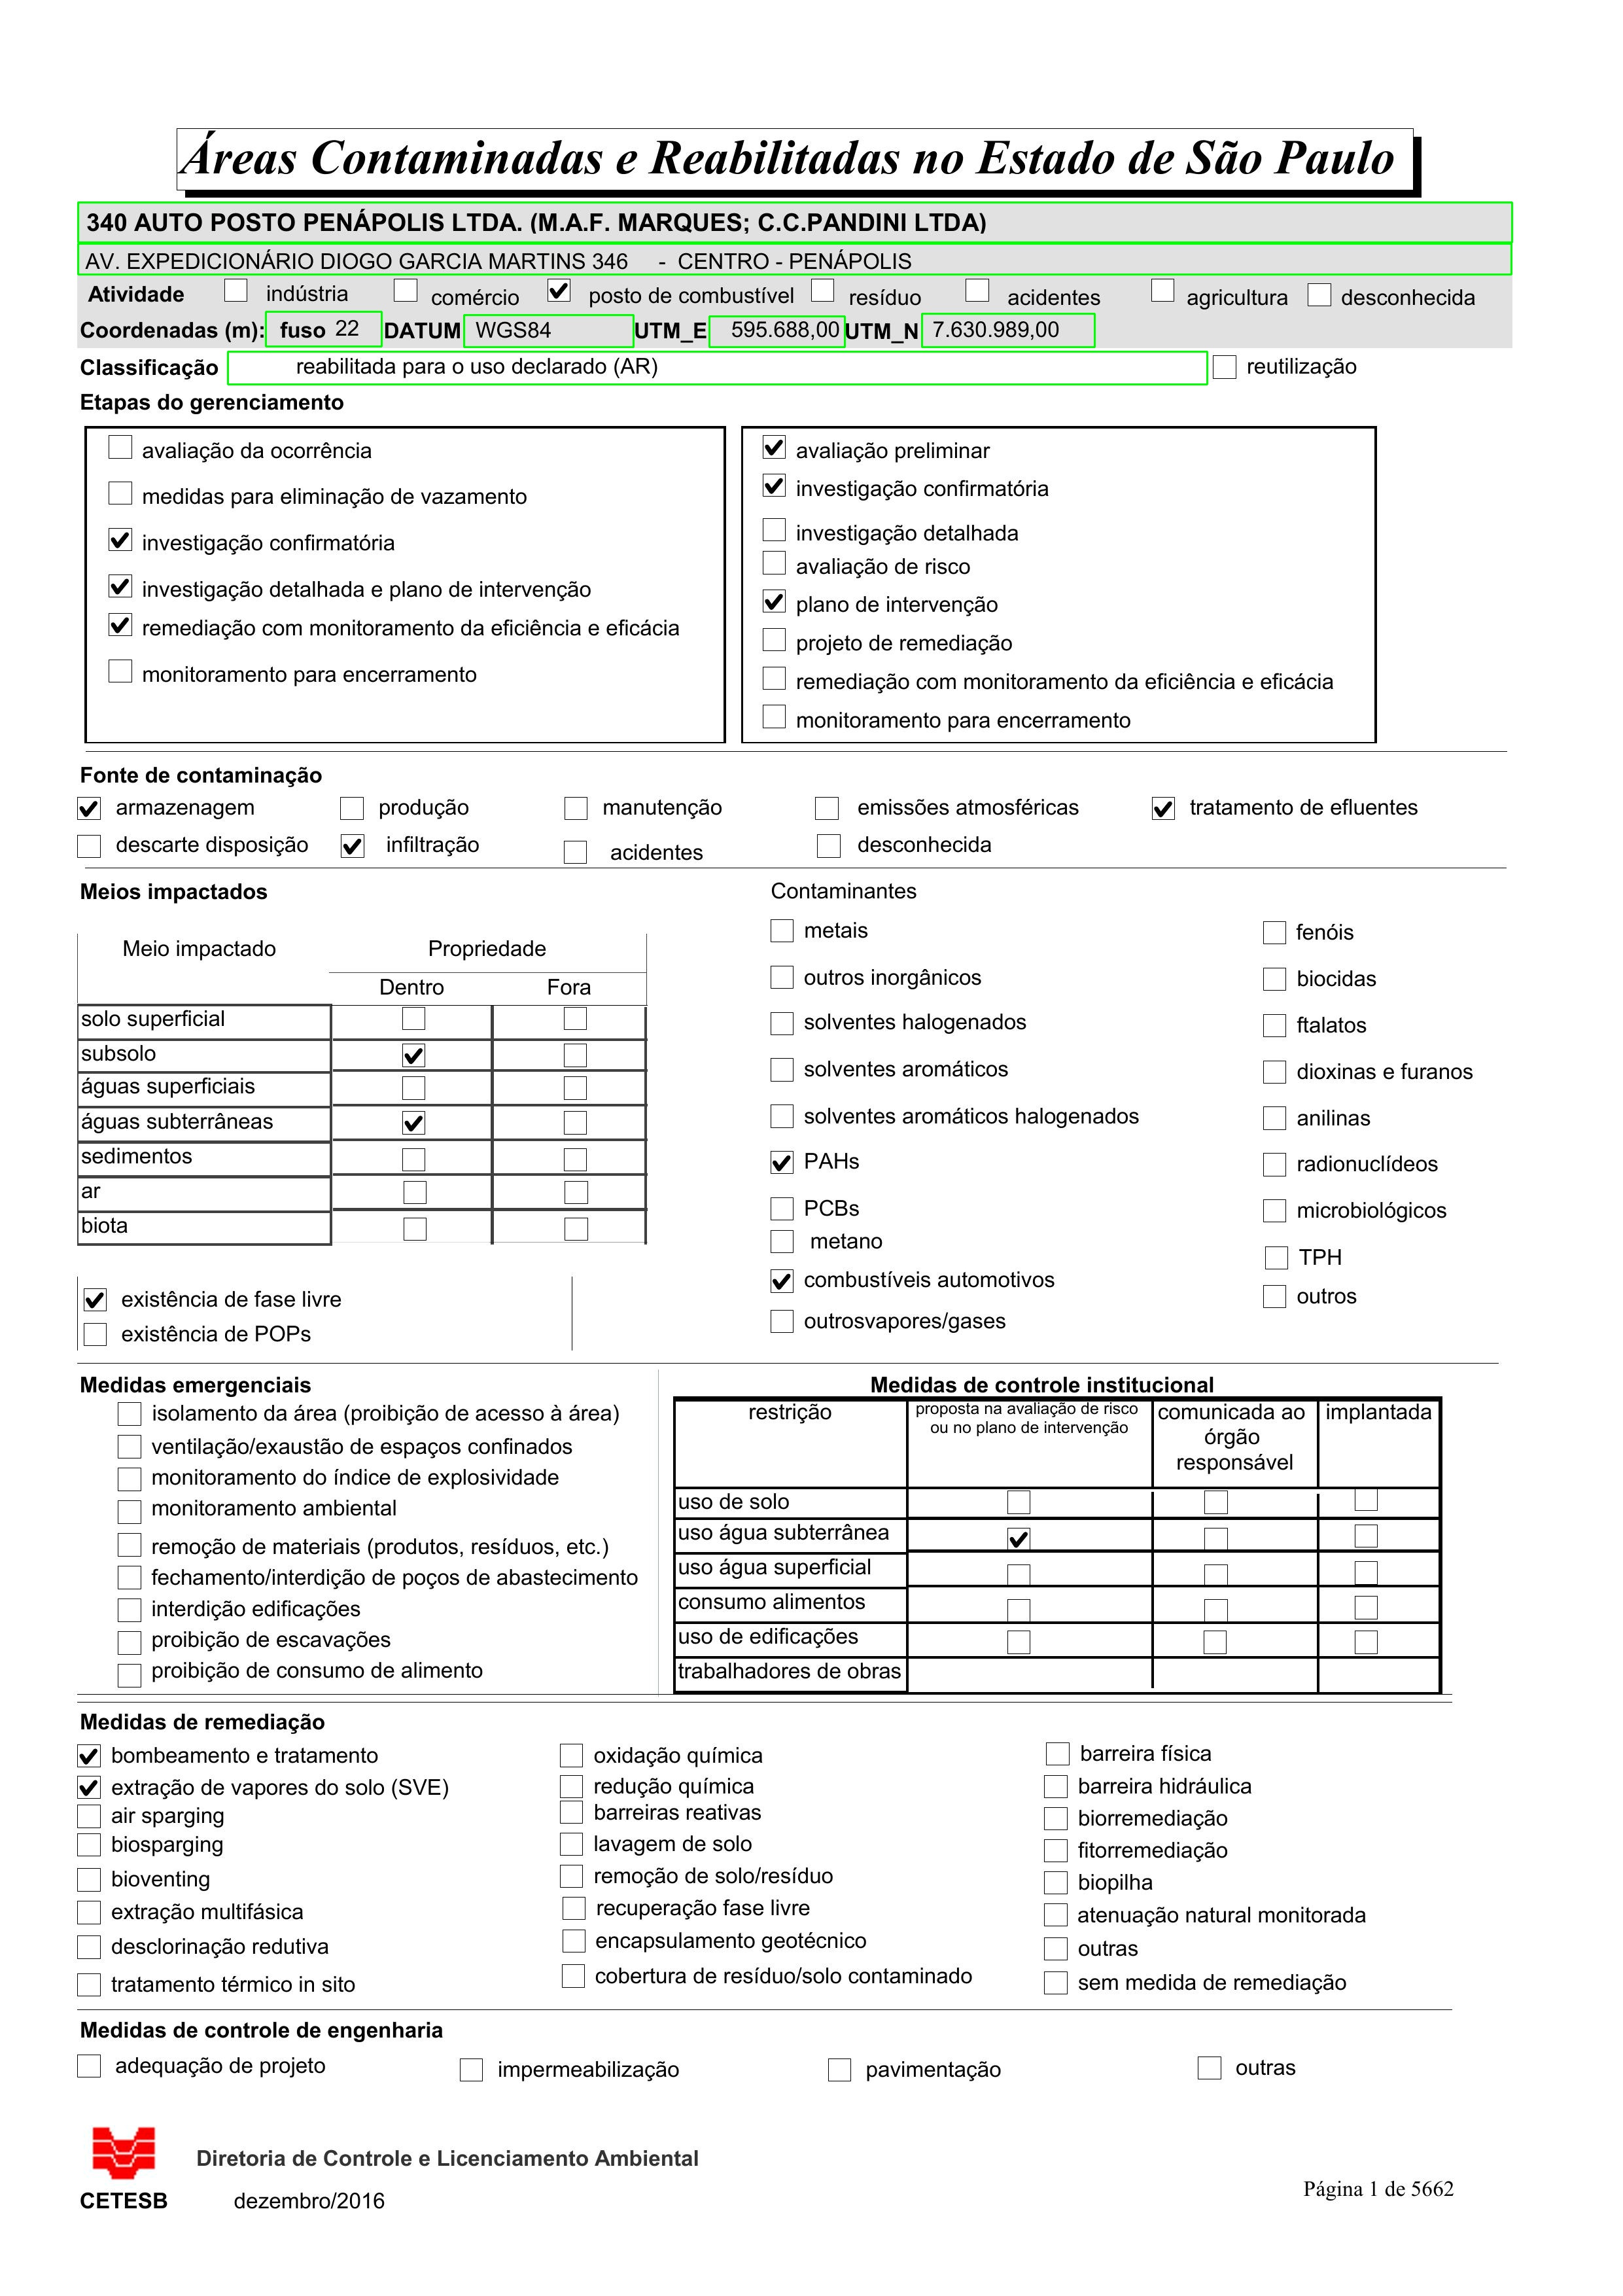 Áreas Contaminadas e Reabilitadas no Estado de São Paulo
340 AUTO POSTO PENÁPOLIS LTDA. (M.A.F. MARQUES; C.C.PANDINI LTDA)
AV. EXPEDICIONÁRIO DIOGO GARCIA MARTINS 346 - CENTRO - PENÁPOLIS
Atividade indústria comércio posto de combustível resíduo acidentes agricultura desconhecida
Coordenadas (m): fuso 22 DATUM WGS84 UTM_E 595.688,00 UTM_N 7.630.989,00
Classificação reabilitada para o uso declarado (AR) reutilização
Etapas do gerenciamento
avaliação da ocorrência
medidas para eliminação de vazamento
investigação confirmatória
investigação detalhada e plano de intervenção
remediação com monitoramento da eficiência e eficácia
monitoramento para encerramento
avaliação preliminar
investigação confirmatória
investigação detalhada
avaliação de risco
plano de intervenção
projeto de remediação
remediação com monitoramento da eficiência e eficácia
monitoramento para encerramento
Fonte de contaminação
armazenagem produção manutenção emissões atmosféricas tratamento de efluentes
descarte disposição infiltração acidentes desconhecida
Meios impactados
Meio impactado Propriedade
Dentro Fora
solo superficial
subsolo
águas superficiais
águas subterrâneas
sedimentos
ar
biota
existência de fase livre
existência de POPs
Contaminantes
metais
outros inorgânicos
solventes halogenados
solventes aromáticos
solventes aromáticos halogenados
PAHs
PCBs
metano
combustíveis automotivos
outrosvapores/gases
fenóis
biocidas
ftalatos
dioxinas e furanos
anilinas
radionuclídeos
microbiológicos
TPH
outros
Medidas emergenciais
isolamento da área (proibição de acesso à área)
ventilação/exaustão de espaços confinados
monitoramento do índice de explosividade
monitoramento ambiental
remoção de materiais (produtos, resíduos, etc.)
fechamento/interdição de poços de abastecimento
interdição edificações
proibição de escavações
proibição de consumo de alimento
Medidas de controle institucional
restrição
proposta na avaliação de risco
ou no plano de intervenção
comunicada ao
órgão
responsável
implantada
uso de solo
uso água subterrânea
uso água superficial
consumo alimentos
uso de edificações
trabalhadores de obras
Medidas de remediação
bombeamento e tratamento
extração de vapores do solo (SVE)
air sparging
biosparging
bioventing
extração multifásica
desclorinação redutiva
tratamento térmico in sito
oxidação química
redução química
barreiras reativas
lavagem de solo
remoção de solo/resíduo
recuperação fase livre
encapsulamento geotécnico
cobertura de resíduo/solo contaminado
barreira física
barreira hidráulica
biorremediação
fitorremediação
biopilha
atenuação natural monitorada
outras
sem medida de remediação
Medidas de controle de engenharia
adequação de projeto impermeabilização pavimentação outras
Diretoria de Controle e Licenciamento Ambiental
CETESB dezembro/2016
Página 1 de 5662